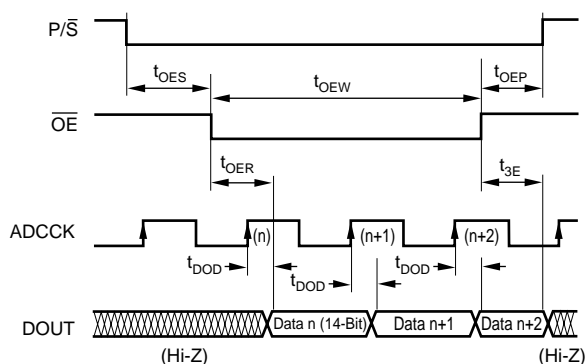 P/S̅
tOES
tOEW
tOEP
O̅E̅
tOER
t3E
ADCCK
(n)
(n+1)
(n+2)
tDOD
tDOD
tDOD
DOUT
Data n (14-Bit)
Data n+1
Data n+2
(Hi-Z)
(Hi-Z)